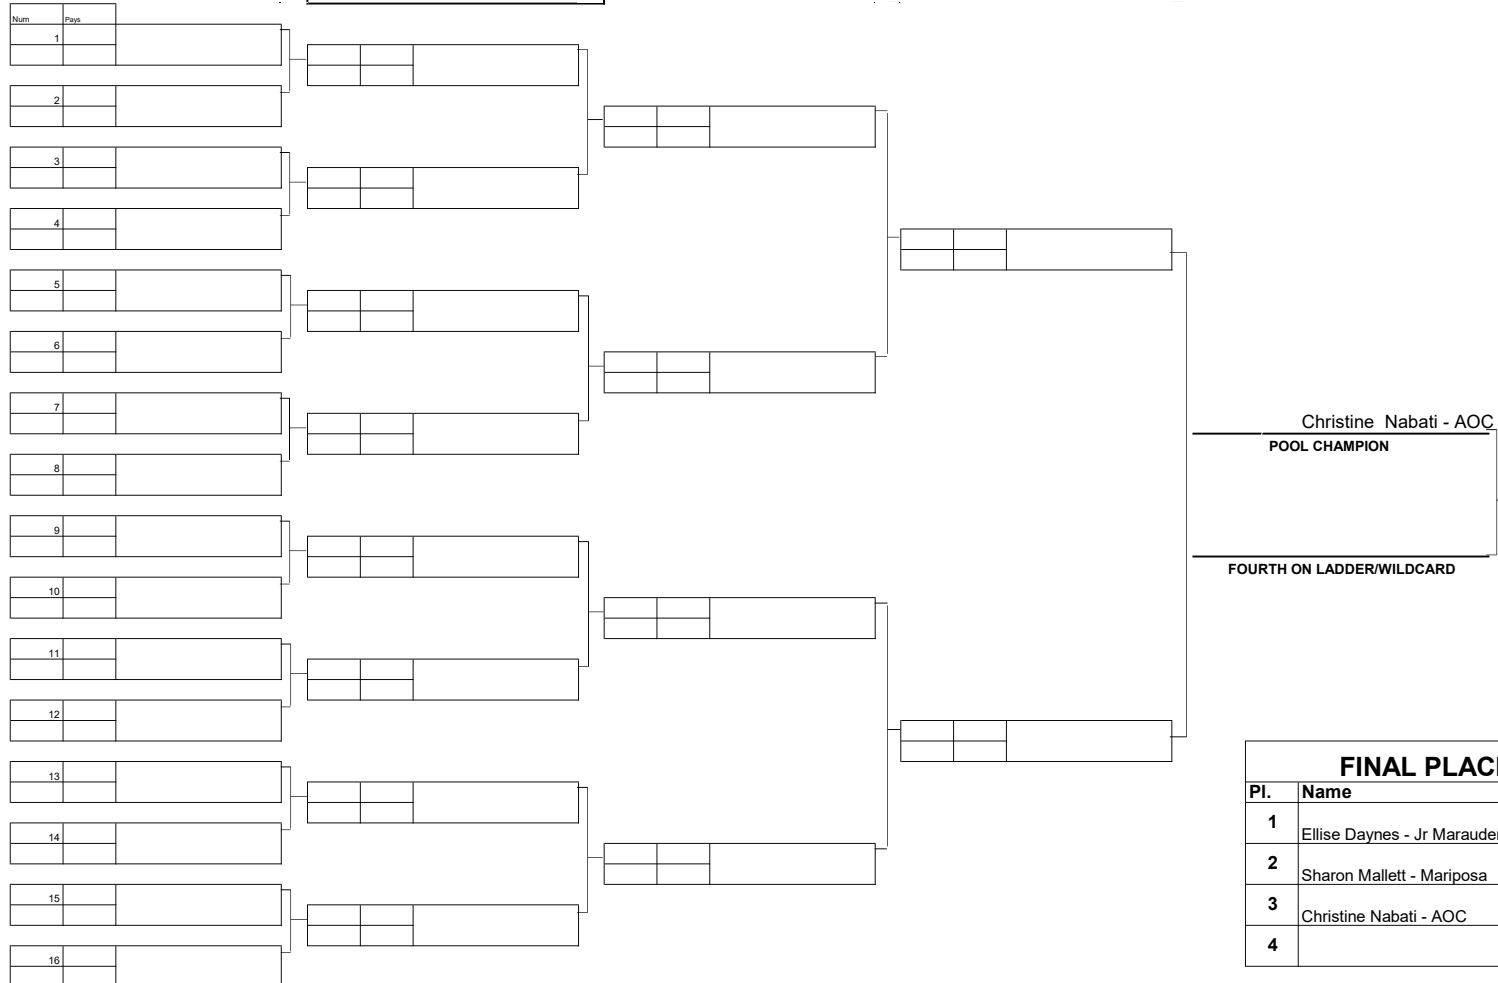 Num Pays
1
2
3
4
5
6
7
8
9
10
11
12
13
14
15
16
Christine Nabati - AOC
POOL CHAMPION
FOURTH ON LADDER/WILDCARD
FINAL PLAC
Pl. Name
1 Ellise Daynes - Jr Maraude
2 Sharon Mallett - Mariposa
3 Christine Nabati - AOC
4